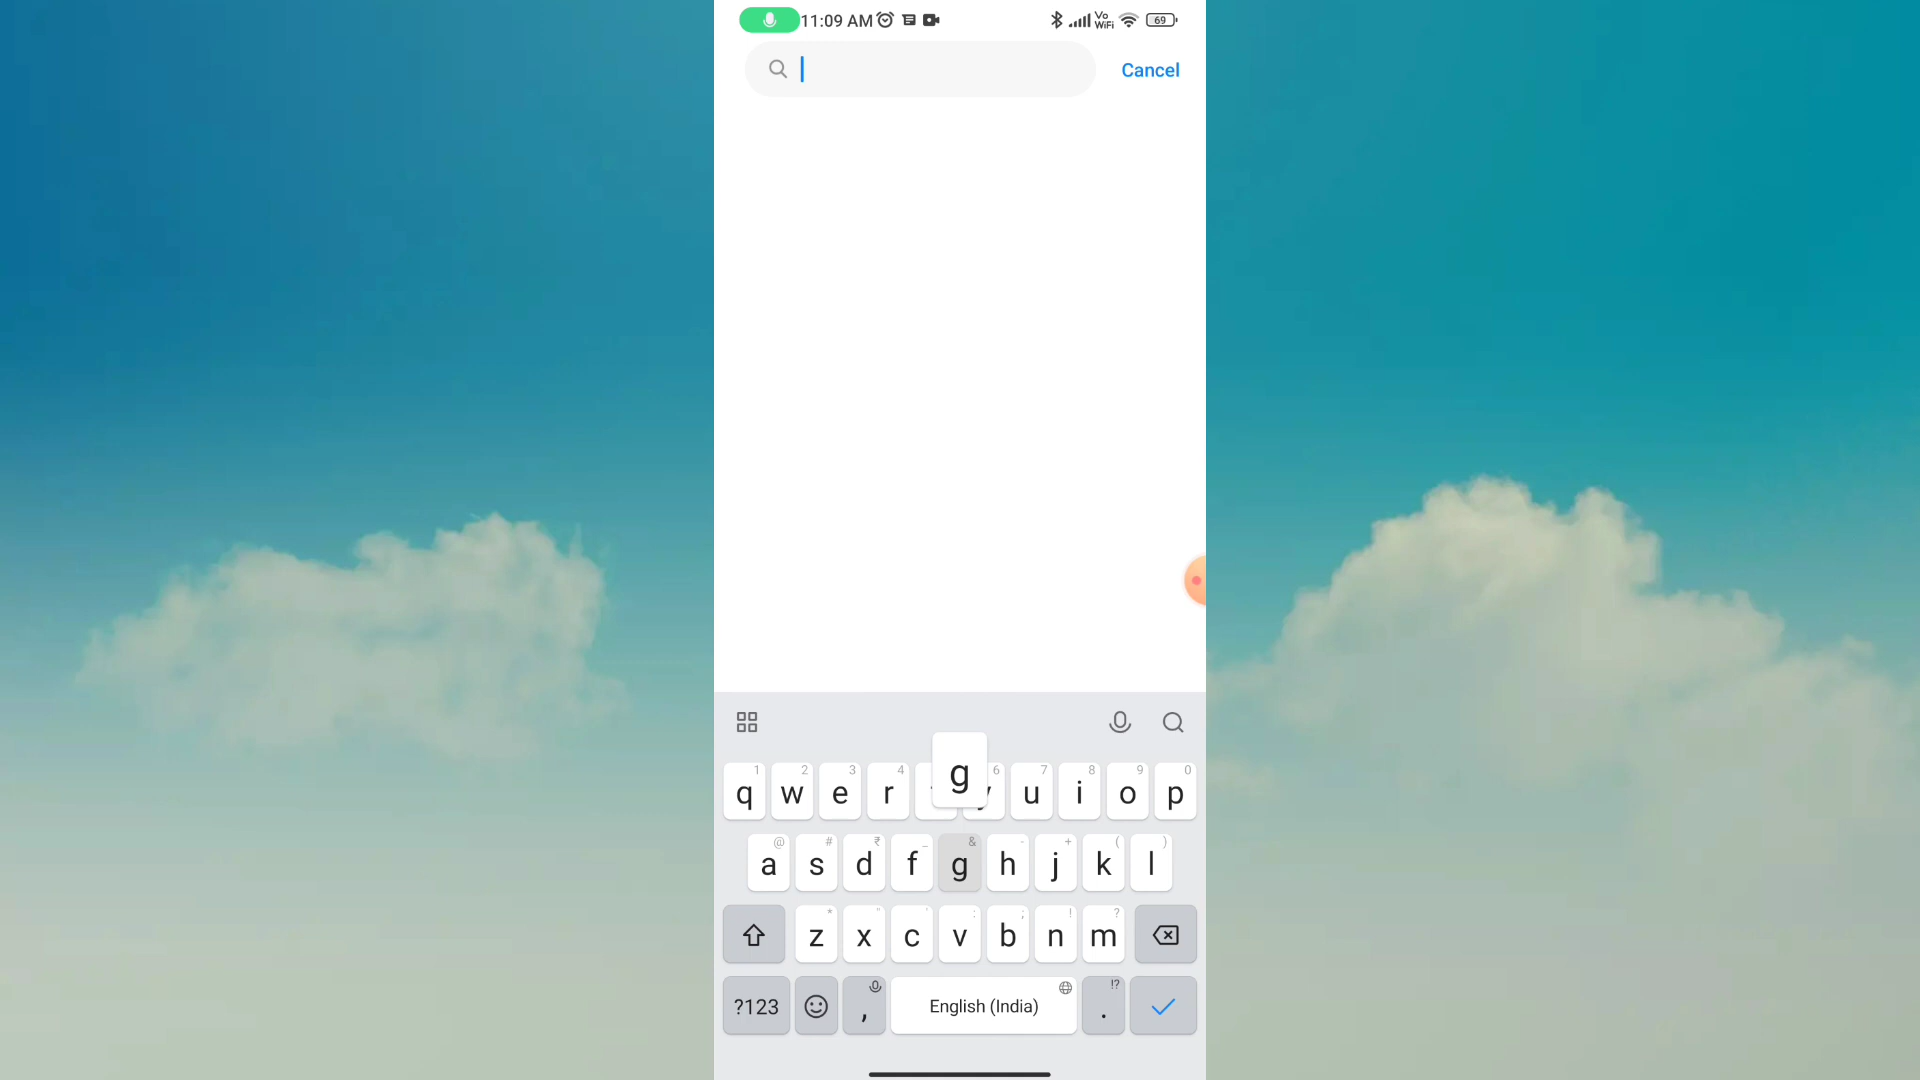 11:09 AM
Vo
WiFi
69
Cancel
g
1 2 3 4 6 7 8 9 0
q w e r y u i o p
@ # ₹ _ & - + ( )
a s d f g h j k l
* " ' : ; ! ?
z x c v b n m
?123 , English (India) !? .